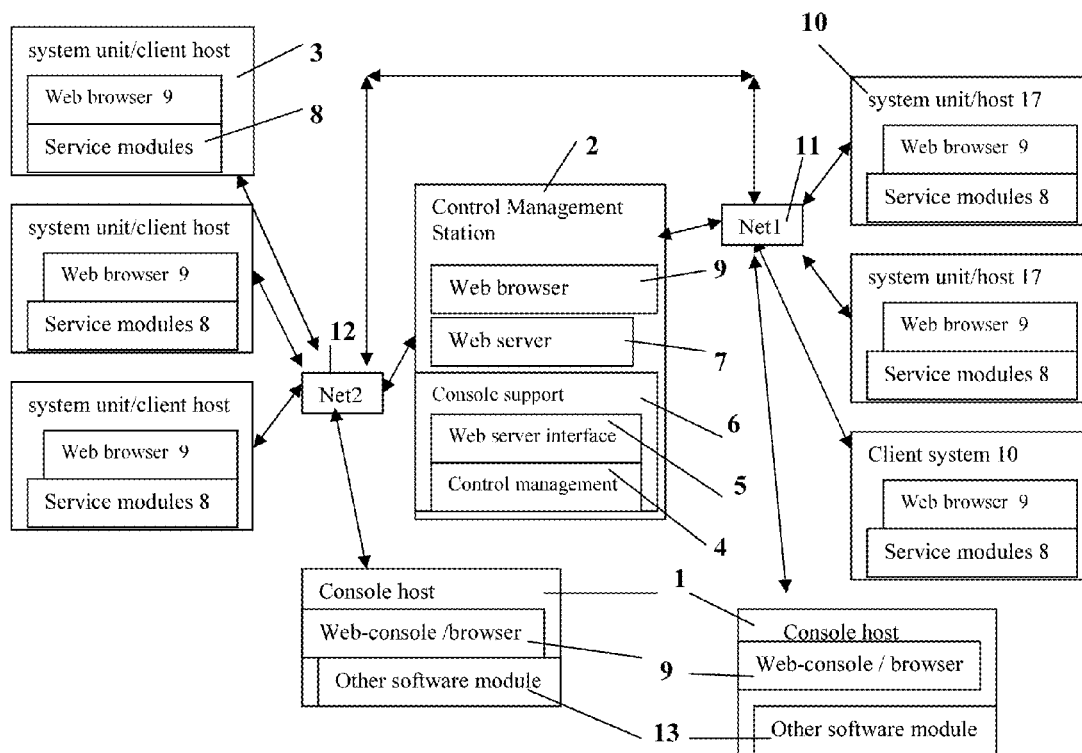 system unit/client host
3
Web browser 9
8
Service modules
system unit/client host
Web browser 9
Service modules 8
system unit/client host
Web browser 9
Service modules 8
12
Net2
2
Control Management
Station
9
Web browser
Web server
7
Console support
6
Web server interface
5
Control management
4
Net1
11
10
system unit/host 17
Web browser 9
Service modules 8
system unit/host 17
Web browser 9
Service modules 8
Client system 10
Web browser 9
Service modules 8
Console host
1
Web-console /browser
9
Other software module
13
Console host
Web-console / browser
Other software module